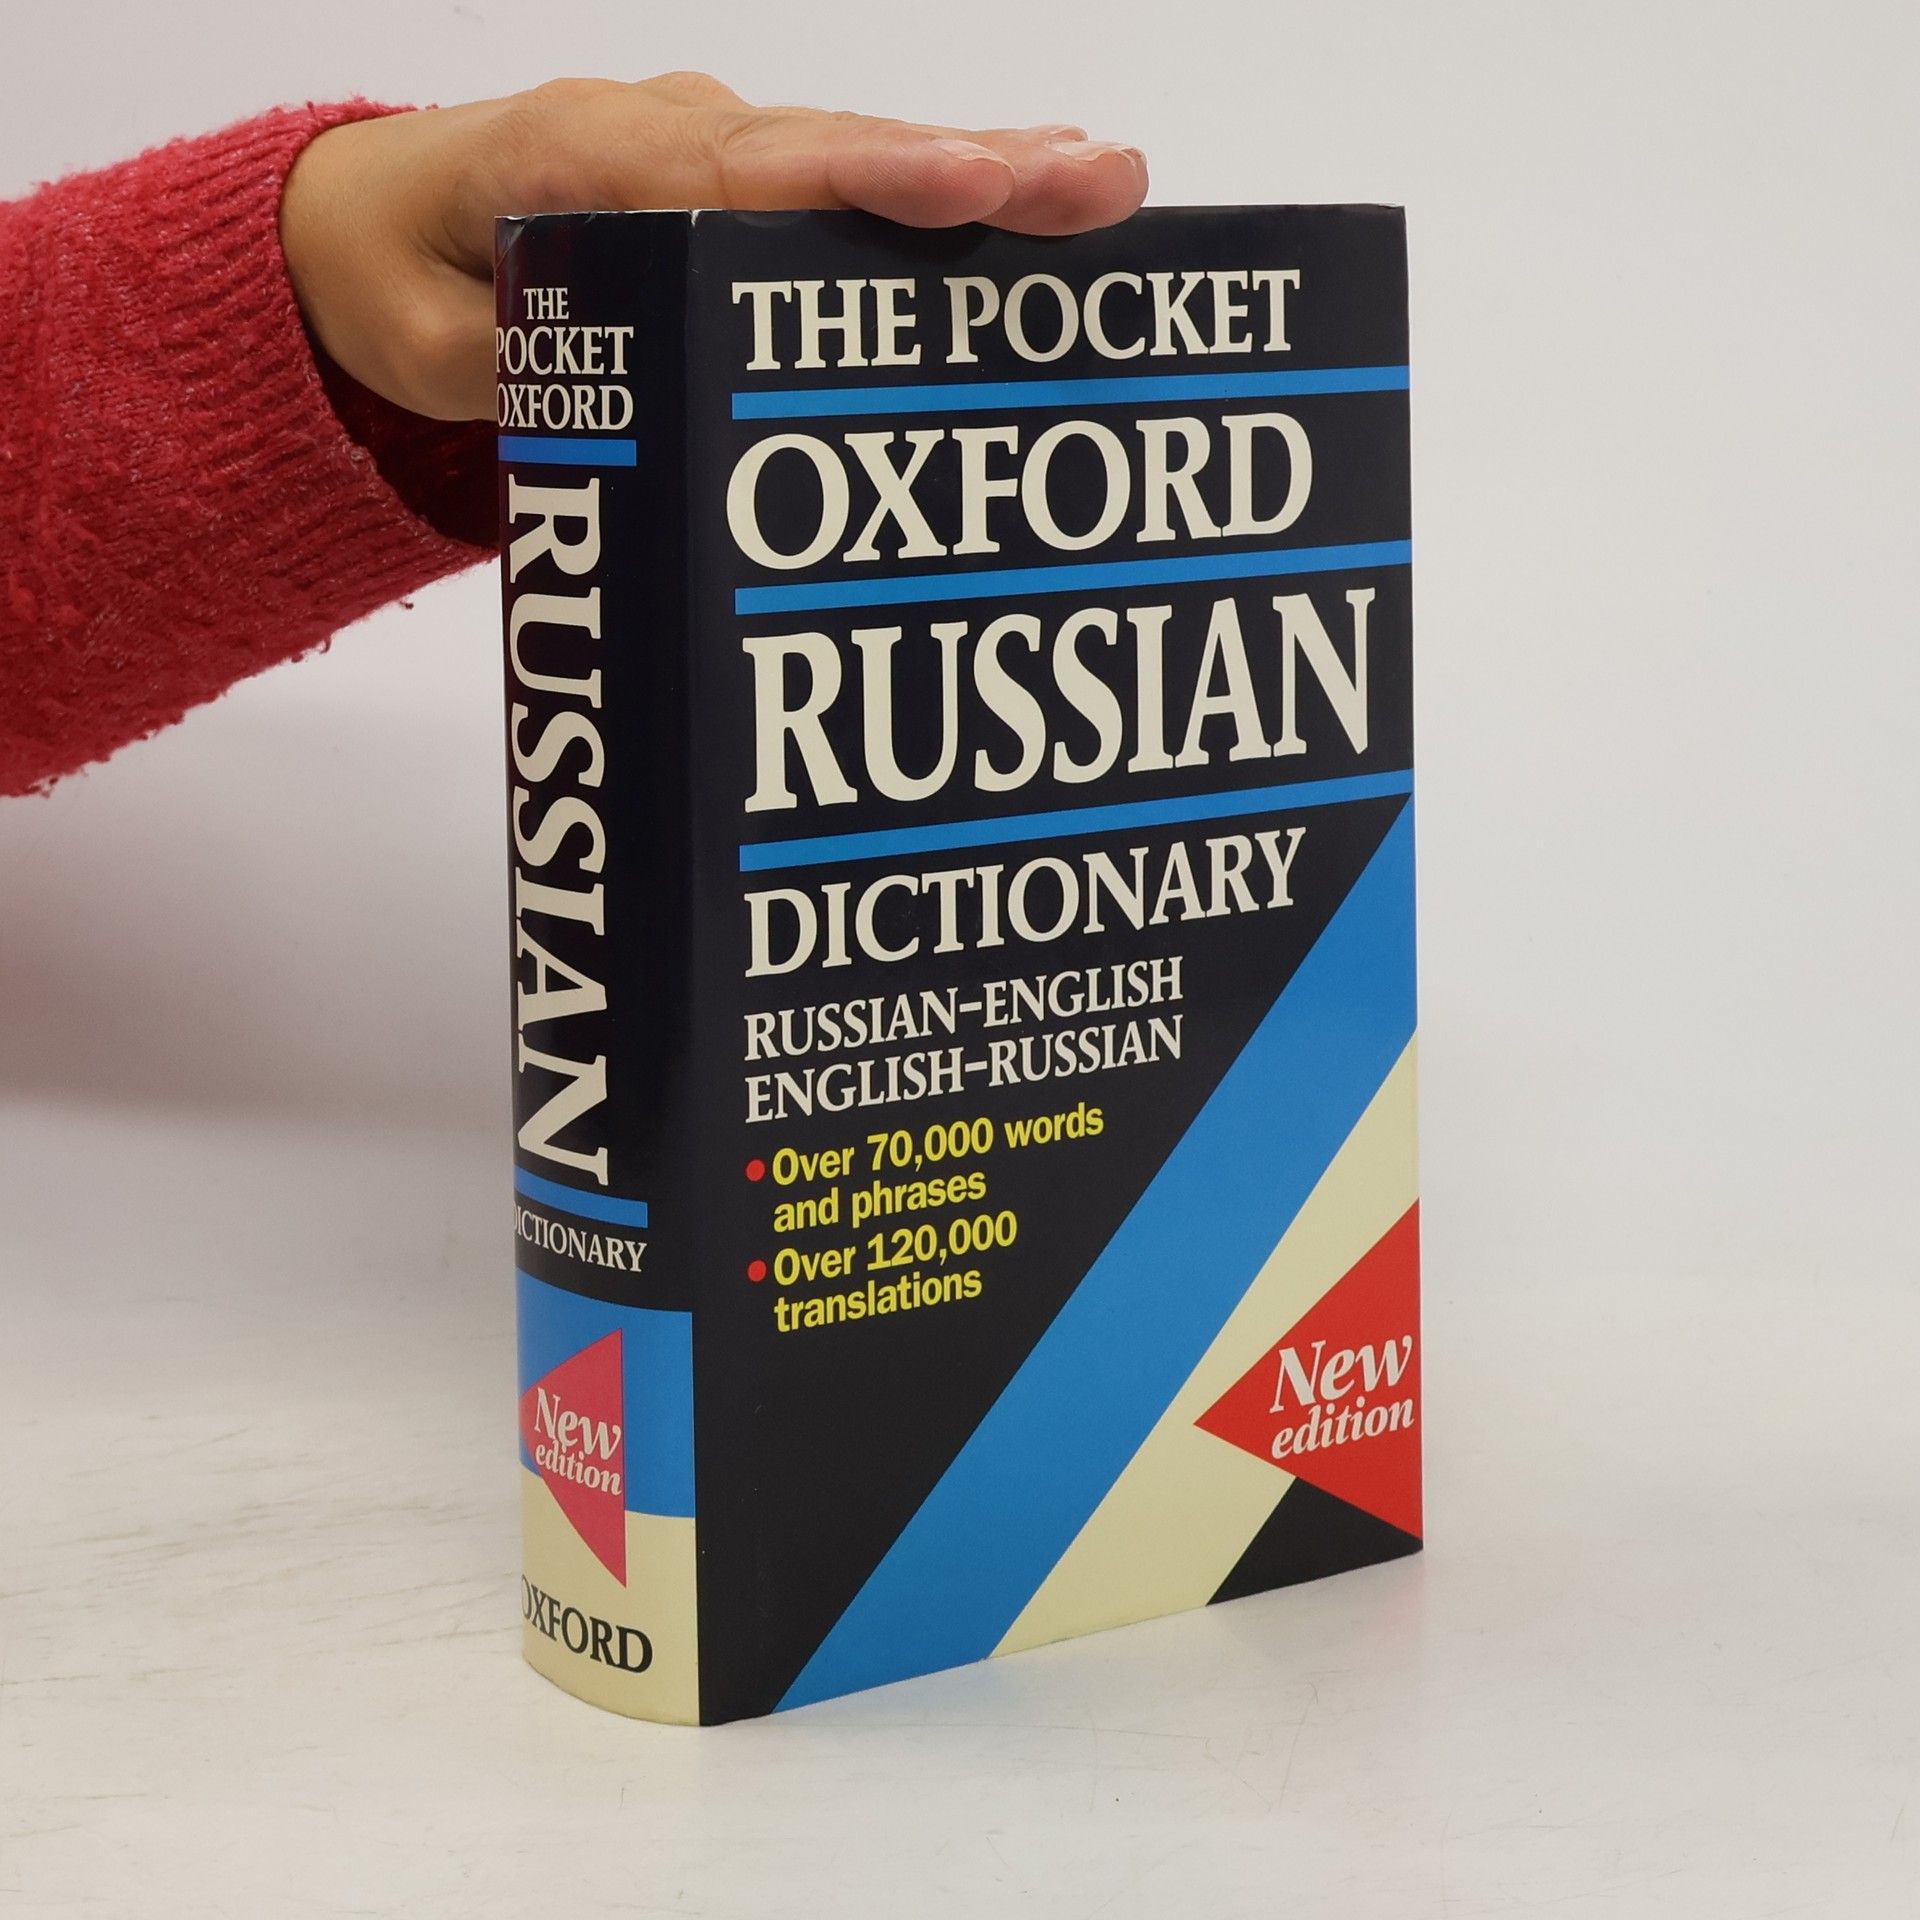 THE
POCKET
OXFORD
RUSSIAN
DICTIONARY
New
edition
OXFORD
THE POCKET
OXFORD
RUSSIAN
DICTIONARY
RUSSIAN–ENGLISH
ENGLISH–RUSSIAN
• Over 70,000 words
and phrases
• Over 120,000
translations
New
edition